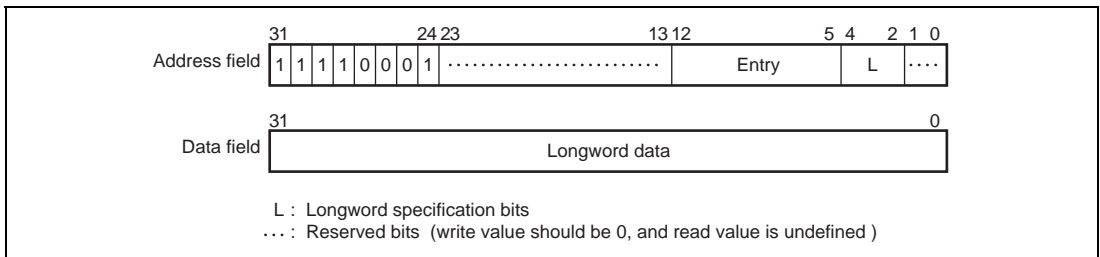 31 24 23 13 12 5 4 2 1 0
Address field 1 1 1 1 0 0 0 1 ........................... Entry L ....
31 0
Data field Longword data
L : Longword specification bits
... : Reserved bits (write value should be 0, and read value is undefined )